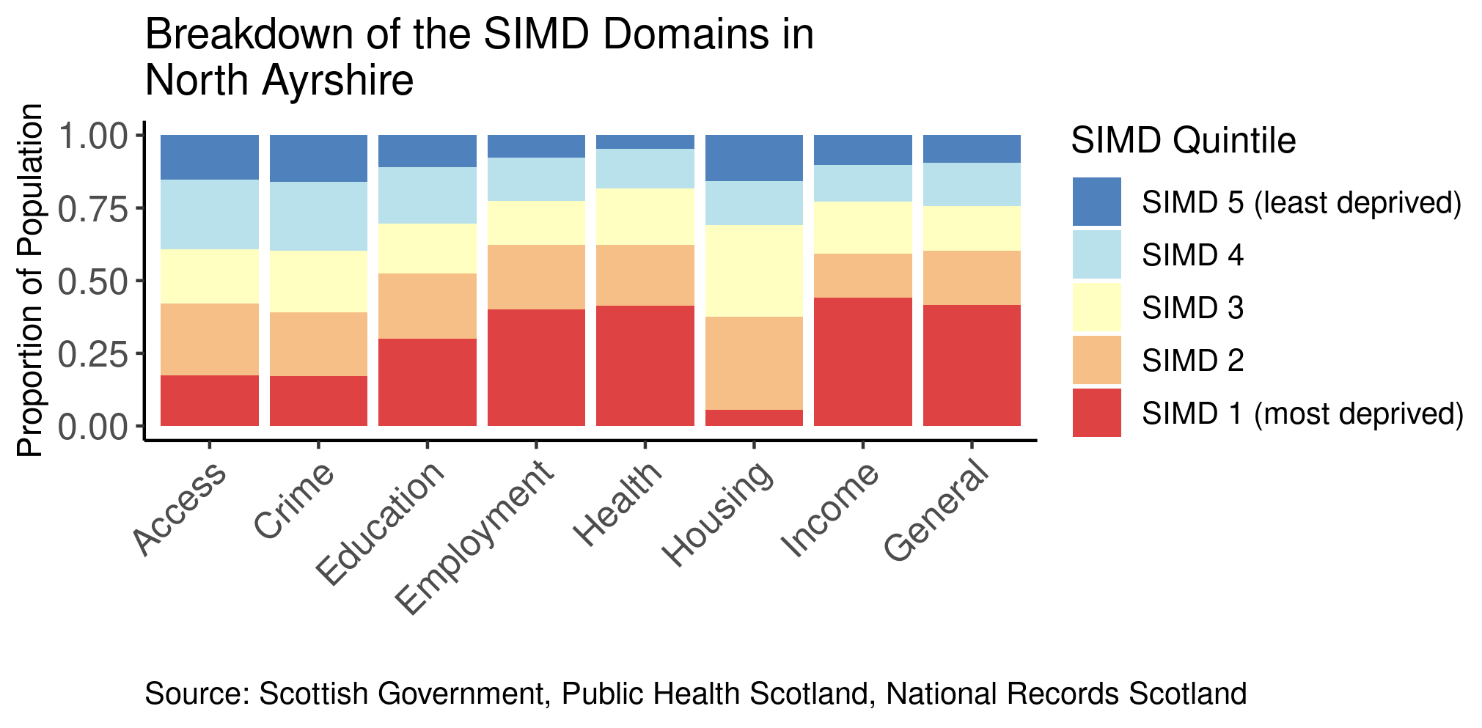 Breakdown of the SIMD Domains in
North Ayrshire
Proportion of Population
1.00
0.75
0.50
0.25
0.00
Access
Crime
Education
Employment
Health
Housing
Income
General
SIMD Quintile
SIMD 5 (least deprived)
SIMD 4
SIMD 3
SIMD 2
SIMD 1 (most deprived)
Source: Scottish Government, Public Health Scotland, National Records Scotland